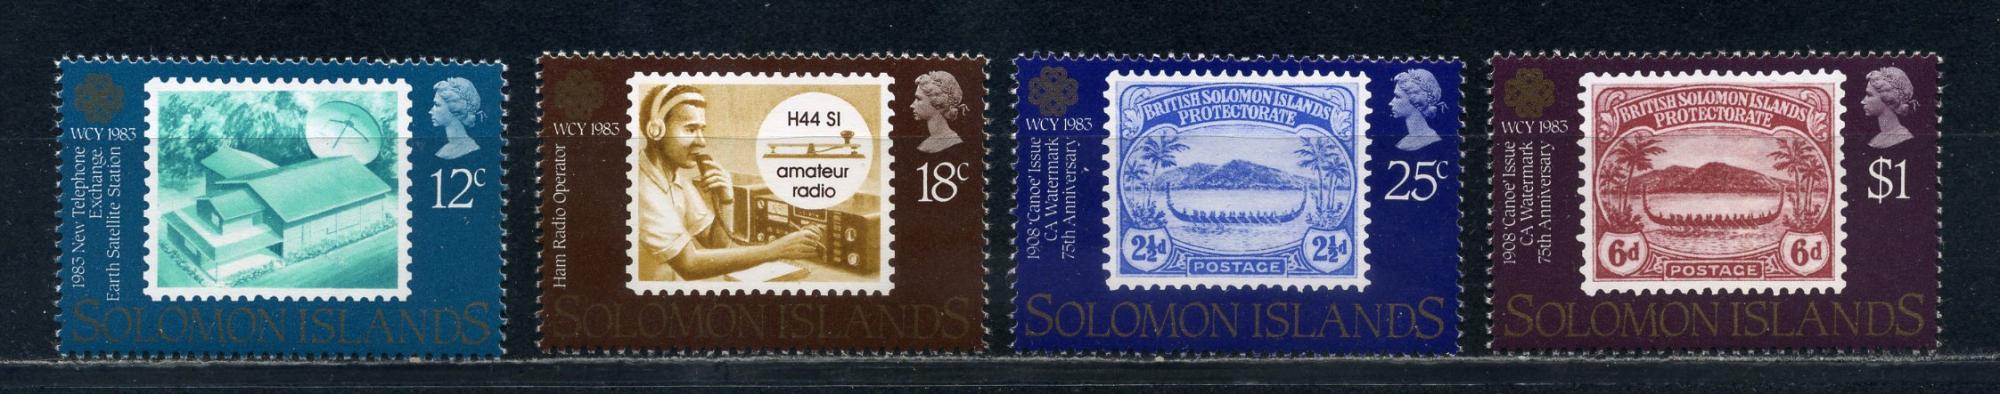 WCY 1983
1983 New Telephone
Exchange.
Earth Satellite Station
12c
SOLOMON ISLANDS
WCY 1983
Ham Radio Operator
H44 SI
amateur
radio
18c
SOLOMON ISLANDS
WCY 1983
1908 'Canoe' Issue
CA Watermark
75th Anniversary
BRITISH SOLOMON ISLANDS
PROTECTORATE
2½d
2½d
POSTAGE
25c
SOLOMON ISLANDS
WCY 1983
1908 'Canoe' Issue
CA Watermark
75th Anniversary
BRITISH SOLOMON ISLANDS
PROTECTORATE
6d
6d
POSTAGE
$1
SOLOMON ISLANDS